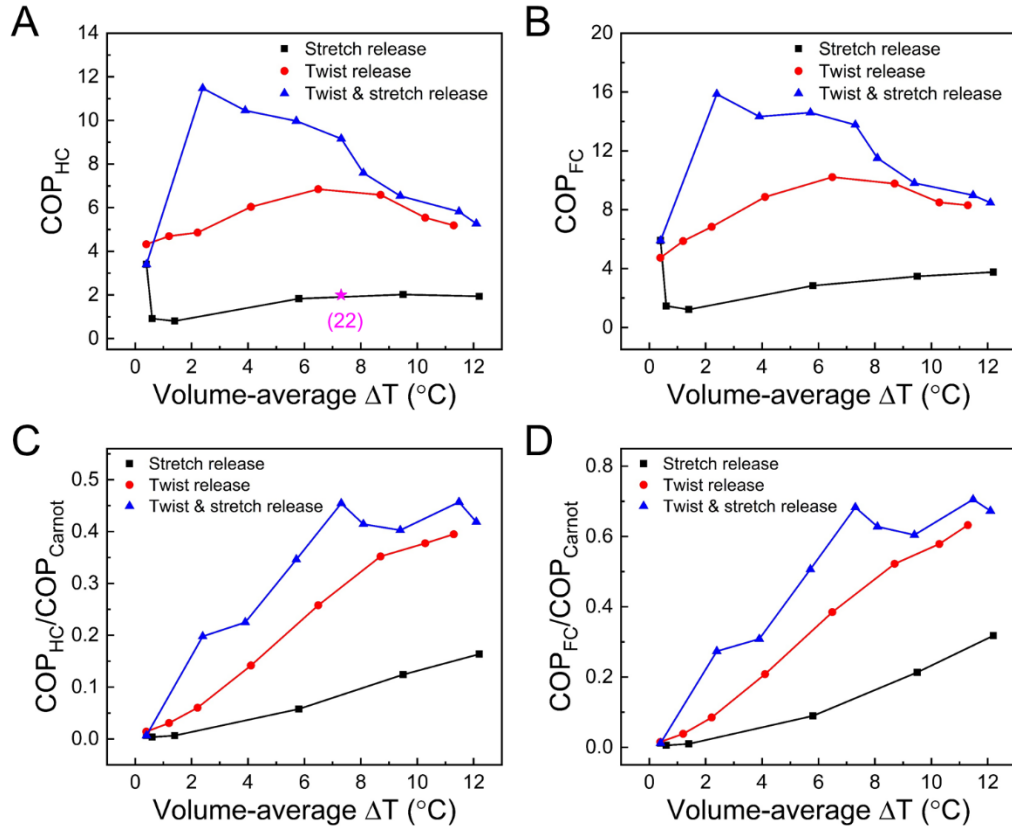 A
14
12
10
8
6
4
2
0
COP_HC
Stretch release
Twist release
Twist & stretch release
(22)
0 2 4 6 8 10 12
Volume-average ΔT (°C)
B
20
16
12
8
4
0
COP_FC
Stretch release
Twist release
Twist & stretch release
0 2 4 6 8 10 12
Volume-average ΔT (°C)
C
0.5
0.4
0.3
0.2
0.1
0.0
COP_HC/COP_Carnot
Stretch release
Twist release
Twist & stretch release
0 2 4 6 8 10 12
Volume-average ΔT (°C)
D
0.8
0.6
0.4
0.2
0.0
COP_FC/COP_Carnot
Stretch release
Twist release
Twist & stretch release
0 2 4 6 8 10 12
Volume-average ΔT (°C)